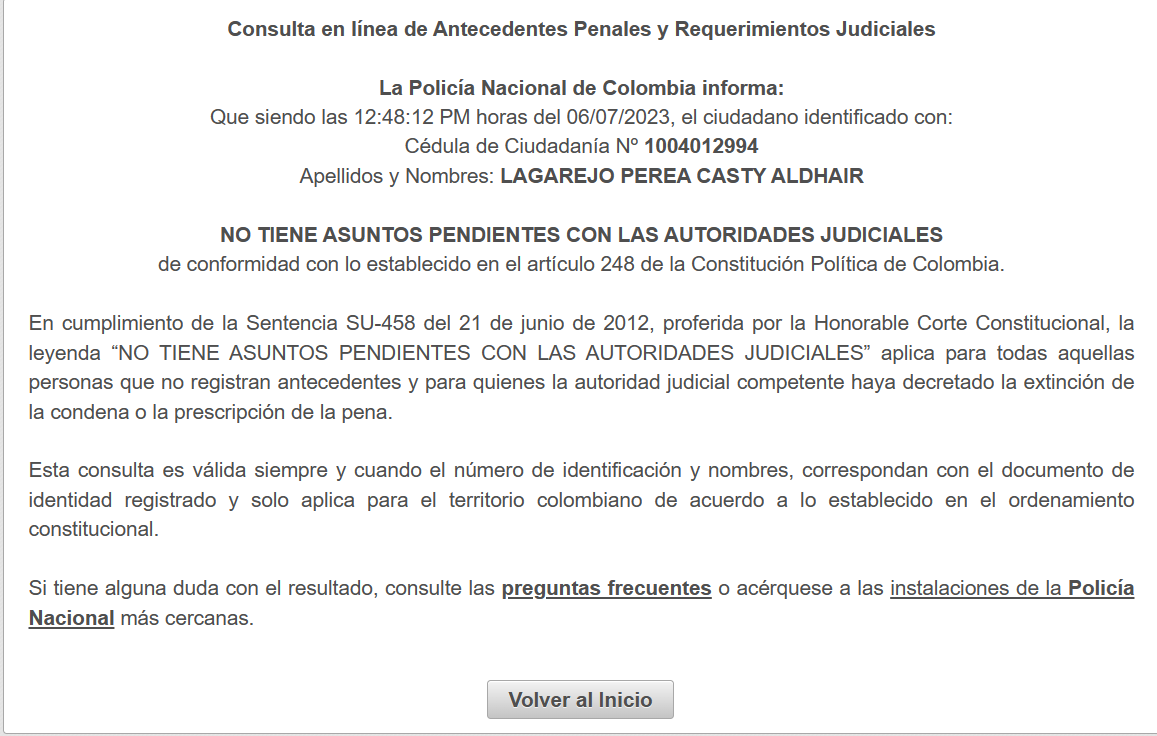 Consulta en línea de Antecedentes Penales y Requerimientos Judiciales
La Policía Nacional de Colombia informa:
Que siendo las 12:48:12 PM horas del 06/07/2023, el ciudadano identificado con:
Cédula de Ciudadanía Nº 1004012994
Apellidos y Nombres: LAGAREJO PEREA CASTY ALDHAIR
NO TIENE ASUNTOS PENDIENTES CON LAS AUTORIDADES JUDICIALES
de conformidad con lo establecido en el artículo 248 de la Constitución Política de Colombia.
En cumplimiento de la Sentencia SU-458 del 21 de junio de 2012, proferida por la Honorable Corte Constitucional, la
leyenda “NO TIENE ASUNTOS PENDIENTES CON LAS AUTORIDADES JUDICIALES” aplica para todas aquellas
personas que no registran antecedentes y para quienes la autoridad judicial competente haya decretado la extinción de
la condena o la prescripción de la pena.
Esta consulta es válida siempre y cuando el número de identificación y nombres, correspondan con el documento de
identidad registrado y solo aplica para el territorio colombiano de acuerdo a lo establecido en el ordenamiento
constitucional.
Si tiene alguna duda con el resultado, consulte las preguntas frecuentes o acérquese a las instalaciones de la Policía
Nacional más cercanas.
Volver al Inicio